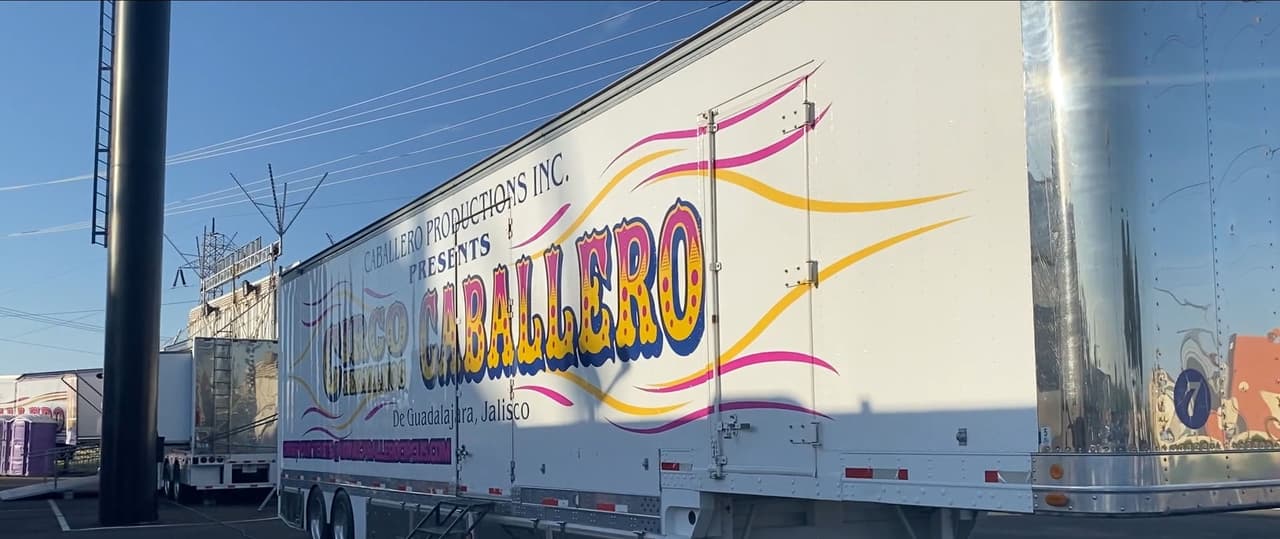 CABALLERO PRODUCTIONS INC.
PRESENTS
CIRCO CABALLERO
De Guadalajara, Jalisco
7